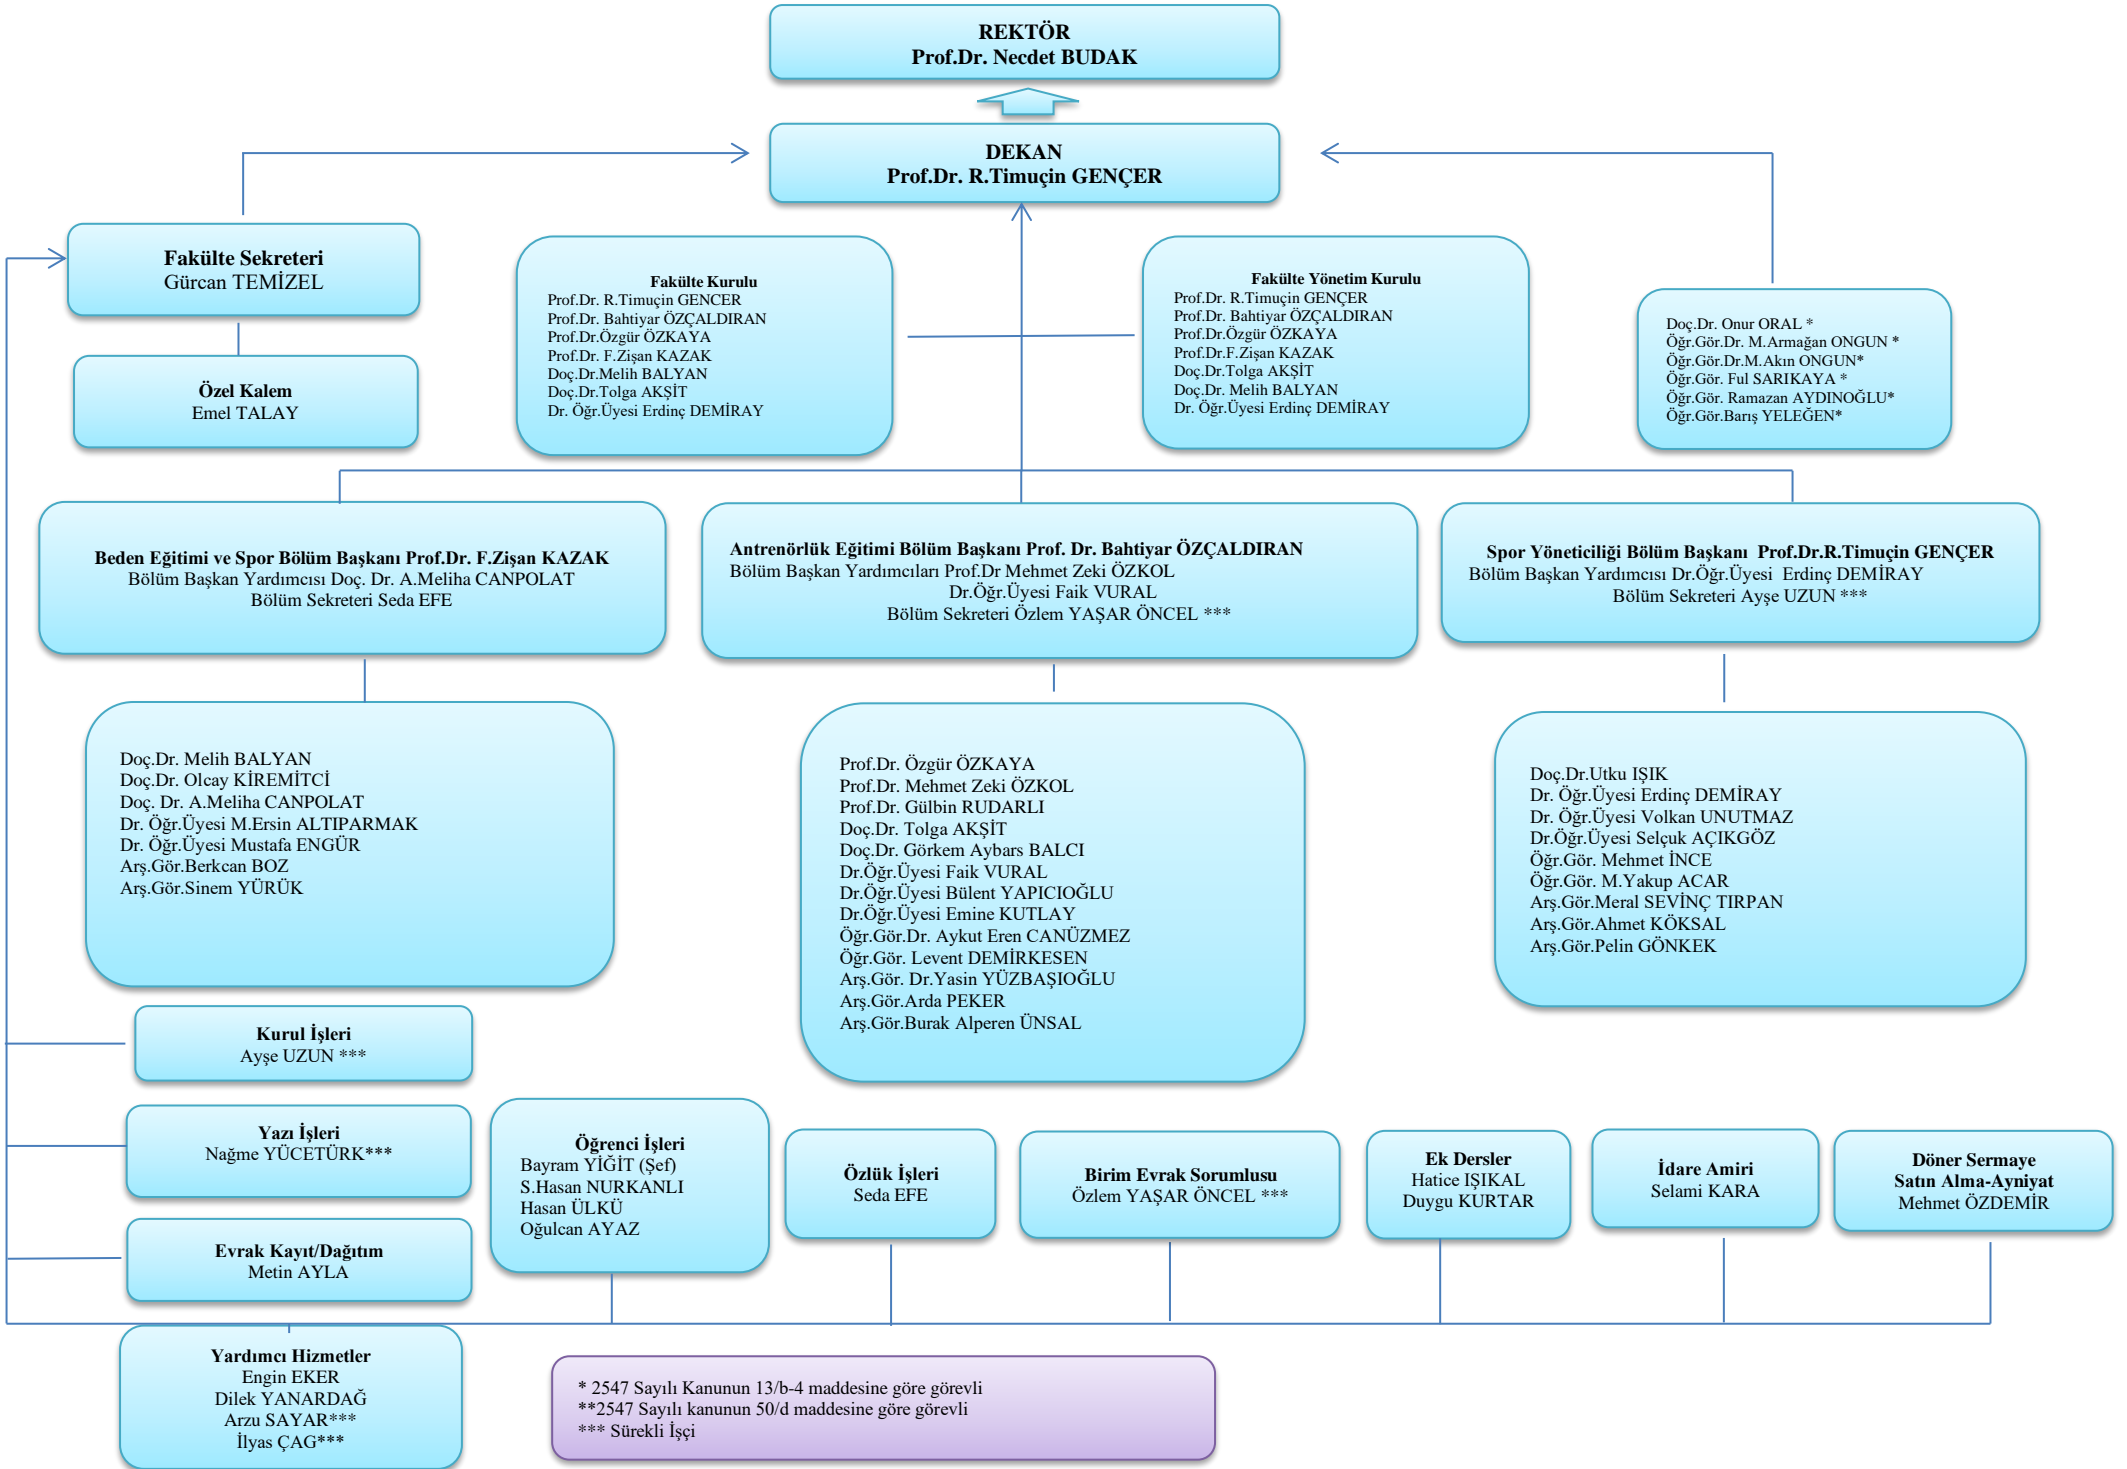 REKTÖR
Prof.Dr. Necdet BUDAK
DEKAN
Prof.Dr. R.Timuçin GENÇER
Fakülte Sekreteri
Gürcan TEMİZEL
Özel Kalem
Emel TALAY
Fakülte Kurulu
Prof.Dr. R.Timuçin GENCER
Prof.Dr. Bahtiyar ÖZÇALDIRAN
Prof.Dr.Özgür ÖZKAYA
Prof.Dr. F.Zişan KAZAK
Doç.Dr.Melih BALYAN
Doç.Dr.Tolga AKŞİT
Dr. Öğr.Üyesi Erdinç DEMİRAY
Fakülte Yönetim Kurulu
Prof.Dr. R.Timuçin GENÇER
Prof.Dr. Bahtiyar ÖZÇALDIRAN
Prof.Dr.Özgür ÖZKAYA
Prof.Dr.F.Zişan KAZAK
Doç.Dr.Tolga AKŞİT
Doç.Dr. Melih BALYAN
Dr. Öğr.Üyesi Erdinç DEMİRAY
Doç.Dr. Onur ORAL *
Öğr.Gör.Dr. M.Armağan ONGUN *
Öğr.Gör.Dr.M.Akın ONGUN*
Öğr.Gör. Ful SARIKAYA *
Öğr.Gör. Ramazan AYDINOĞLU*
Öğr.Gör.Barış YELEĞEN*
Beden Eğitimi ve Spor Bölüm Başkanı Prof.Dr. F.Zişan KAZAK
Bölüm Başkan Yardımcısı Doç. Dr. A.Meliha CANPOLAT
Bölüm Sekreteri Seda EFE
Antrenörlük Eğitimi Bölüm Başkanı Prof. Dr. Bahtiyar ÖZÇALDIRAN
Bölüm Başkan Yardımcıları Prof.Dr Mehmet Zeki ÖZKOL
Dr.Öğr.Üyesi Faik VURAL
Bölüm Sekreteri Özlem YAŞAR ÖNCEL ***
Spor Yöneticiliği Bölüm Başkanı Prof.Dr.R.Timuçin GENÇER
Bölüm Başkan Yardımcısı Dr.Öğr.Üyesi Erdinç DEMİRAY
Bölüm Sekreteri Ayşe UZUN ***
Doç.Dr. Melih BALYAN
Doç.Dr. Olcay KİREMİTCİ
Doç. Dr. A.Meliha CANPOLAT
Dr. Öğr.Üyesi M.Ersin ALTIPARMAK
Dr. Öğr.Üyesi Mustafa ENGÜR
Arş.Gör.Berkcan BOZ
Arş.Gör.Sinem YÜRÜK
Prof.Dr. Özgür ÖZKAYA
Prof.Dr. Mehmet Zeki ÖZKOL
Prof.Dr. Gülbin RUDARLI
Doç.Dr. Tolga AKŞİT
Doç.Dr. Görkem Aybars BALCI
Dr.Öğr.Üyesi Faik VURAL
Dr.Öğr.Üyesi Bülent YAPICIOĞLU
Dr.Öğr.Üyesi Emine KUTLAY
Öğr.Gör.Dr. Aykut Eren CANÜZMEZ
Öğr.Gör. Levent DEMİRKESEN
Arş.Gör. Dr.Yasin YÜZBAŞIOĞLU
Arş.Gör.Arda PEKER
Arş.Gör.Burak Alperen ÜNSAL
Doç.Dr.Utku IŞIK
Dr. Öğr.Üyesi Erdinç DEMİRAY
Dr. Öğr.Üyesi Volkan UNUTMAZ
Dr.Öğr.Üyesi Selçuk AÇIKGÖZ
Öğr.Gör. Mehmet İNCE
Öğr.Gör. M.Yakup ACAR
Arş.Gör.Meral SEVİNÇ TIRPAN
Arş.Gör.Ahmet KÖKSAL
Arş.Gör.Pelin GÖNKEK
Kurul İşleri
Ayşe UZUN ***
Yazı İşleri
Nağme YÜCETÜRK***
Evrak Kayıt/Dağıtım
Metin AYLA
Öğrenci İşleri
Bayram YİĞİT (Şef)
S.Hasan NURKANLI
Hasan ÜLKÜ
Oğulcan AYAZ
Özlük İşleri
Seda EFE
Birim Evrak Sorumlusu
Özlem YAŞAR ÖNCEL ***
Ek Dersler
Hatice IŞIKAL
Duygu KURTAR
İdare Amiri
Selami KARA
Döner Sermaye
Satın Alma-Ayniyat
Mehmet ÖZDEMİR
Yardımcı Hizmetler
Engin EKER
Dilek YANARDAĞ
Arzu SAYAR***
İlyas ÇAG***
* 2547 Sayılı Kanunun 13/b-4 maddesine göre görevli
**2547 Sayılı kanunun 50/d maddesine göre görevli
*** Sürekli İşçi